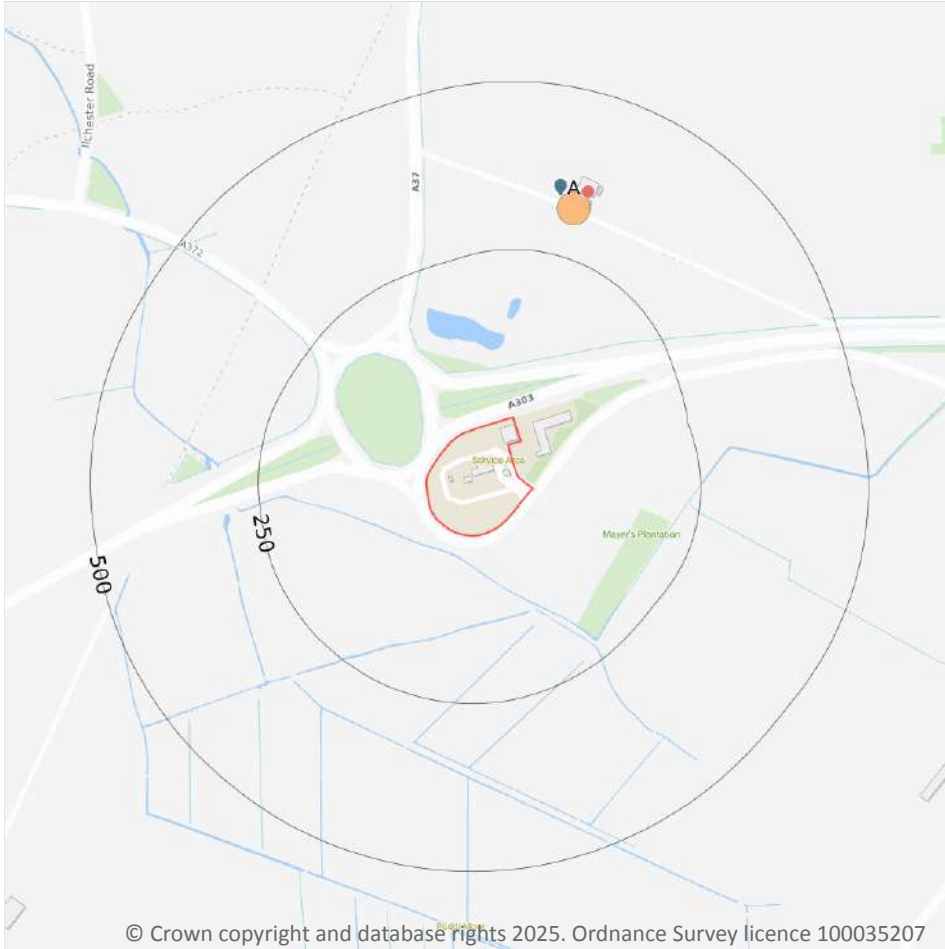 Ilchester Road
A37
A
A372
A303
Service Area
250
Mayer's Plantation
500
© Crown copyright and database rights 2025. Ordnance Survey licence 100035207